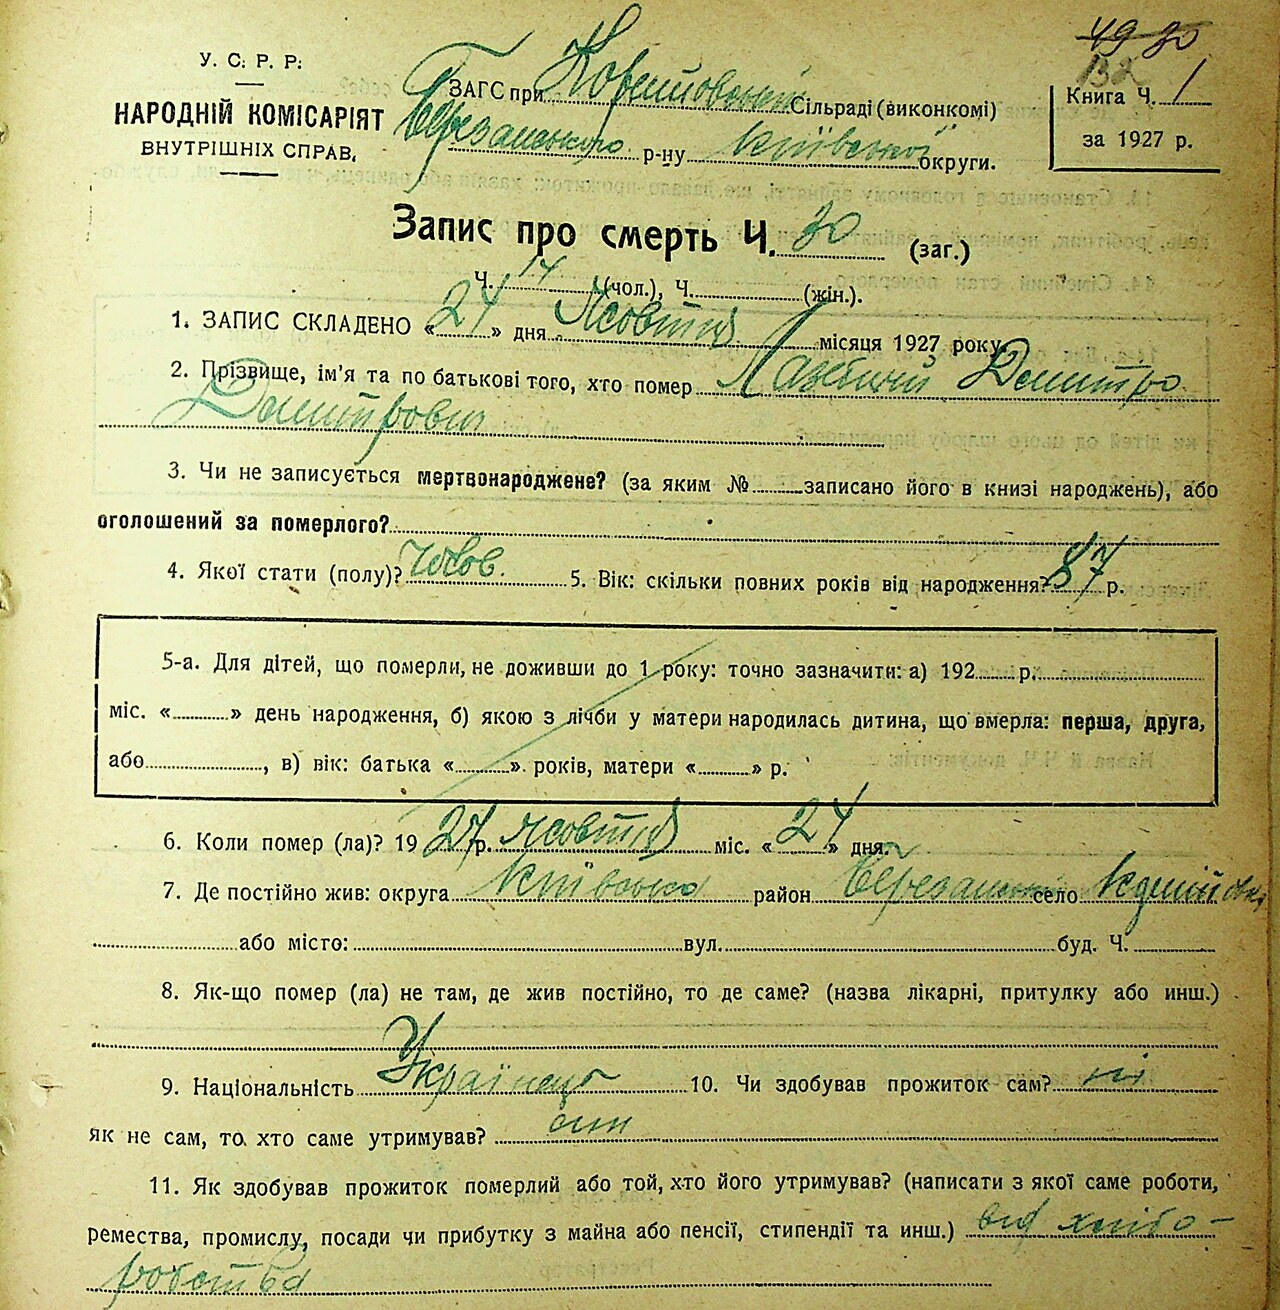 У. С. Р. Р.
НАРОДНІЙ КОМІСАРІЯТ
ВНУТРІШНІХ СПРАВ.
49 30
132
Книга Ч. 1
за 1927 р.
ЗАГС при Сільраді (виконкомі)
Березанського р-ну Київської округи.
Запис про смерть Ч. 30 (заг.)
Ч. 14 (чол.), Ч. (жін.).
1. ЗАПИС СКЛАДЕНО « 24 » дня Жовтня місяця 1927 року.
2. Прізвище, ім'я та по батькові того, хто помер Дмитро
Дмитрович
3. Чи не записується мертвонароджене? (за яким № записано його в книзі народжень), або
оголошений за померлого?
4. Якої стати (полу)? чолов. 5. Вік: скільки повних років від народження? 87 р.
5-а. Для дітей, що померли, не доживши до 1 року: точно зазначити: а) 192 р.
міс. « » день народження, б) якою з лічби у матери народилась дитина, що вмерла: перша, друга,
або , в) вік: батька « » років, матери « » р.
6. Коли помер (ла)? 19 27 р. Жовтня міс. « 24 » дня.
7. Де постійно жив: округа Київська район Березанський село
або місто: вул. буд. Ч.
8. Як-що помер (ла) не там, де жив постійно, то де саме? (назва лікарні, притулку або инш.)
9. Національність Українець 10. Чи здобував прожиток сам? ні
як не сам, то хто саме утримував? син
11. Як здобував прожиток померлий або той, хто його утримував? (написати з якої саме роботи,
ремества, промислу, посади чи прибутку з майна або пенсії, стипендії та инш.) від хлібо-
робства